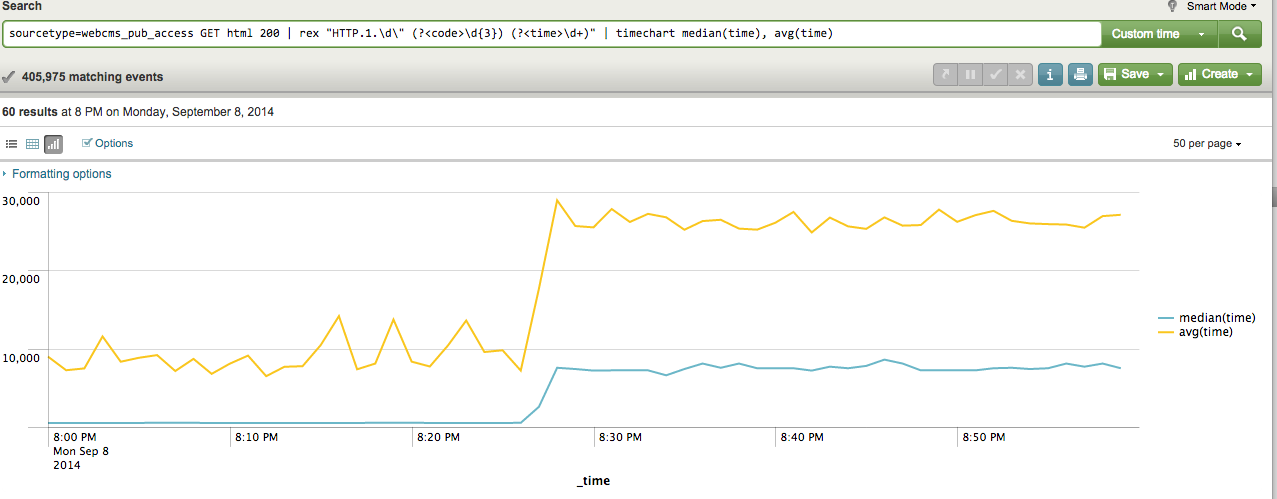 Search
Smart Mode
sourcetype=webcms_pub_access GET html 200 | rex "HTTP.1.\d\" (?<code>\d{3}) (?<time>\d+)" | timechart median(time), avg(time)
Custom time
405,975 matching events
i
Save
Create
60 results at 8 PM on Monday, September 8, 2014
Options
50 per page
Formatting options
30,000
20,000
10,000
median(time)
avg(time)
8:00 PM
Mon Sep 8
2014
8:10 PM
8:20 PM
8:30 PM
8:40 PM
8:50 PM
_time